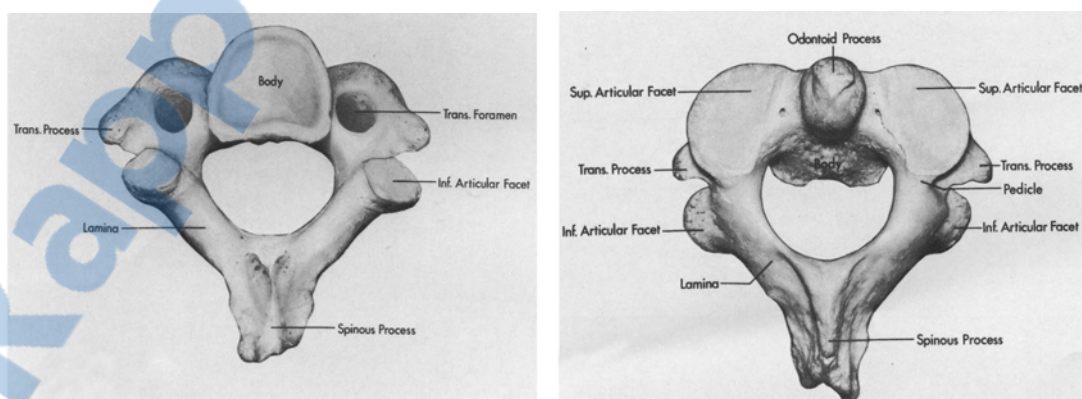 Body
Trans. Process
Trans. Foramen
Inf. Articular Facet
Lamina
Spinous Process
Odontoid Process
Sup. Articular Facet
Sup. Articular Facet
Body
Trans. Process
Trans. Process
Pedicle
Inf. Articular Facet
Inf. Articular Facet
Lamina
Spinous Process